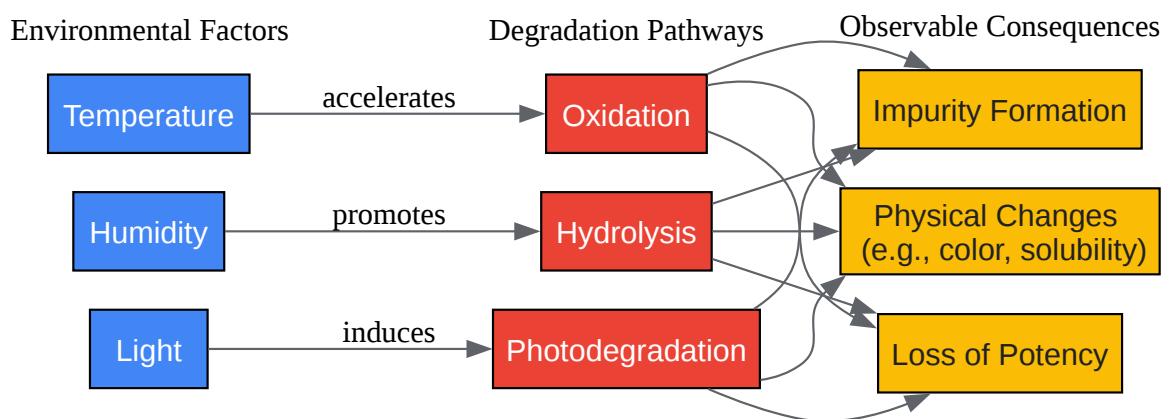 Environmental Factors
Degradation Pathways
Observable Consequences
Temperature
accelerates
Oxidation
Impurity Formation
Humidity
promotes
Hydrolysis
Physical Changes
(e.g., color, solubility)
Light
induces
Photodegradation
Loss of Potency